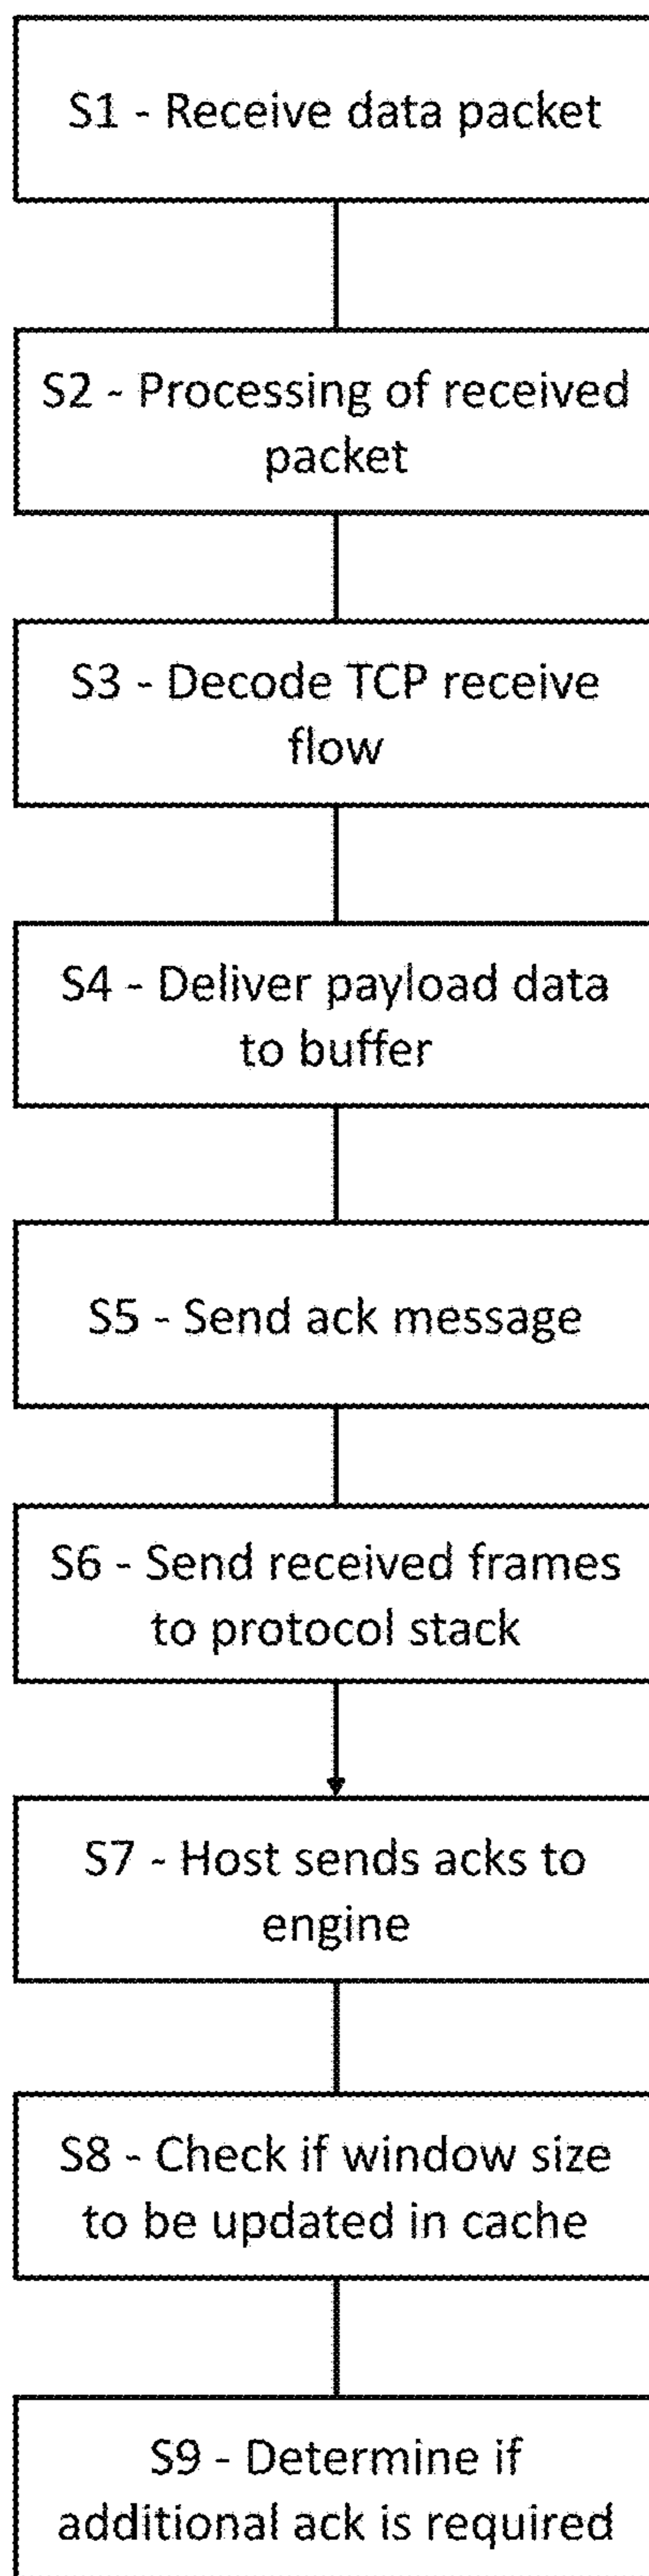 S1 - Receive data packet
S2 - Processing of received
packet
S3 - Decode TCP receive
flow
S4 - Deliver payload data
to buffer
S5 - Send ack message
S6 - Send received frames
to protocol stack
S7 - Host sends acks to
engine
S8 - Check if window size
to be updated in cache
S9 - Determine if
additional ack is required